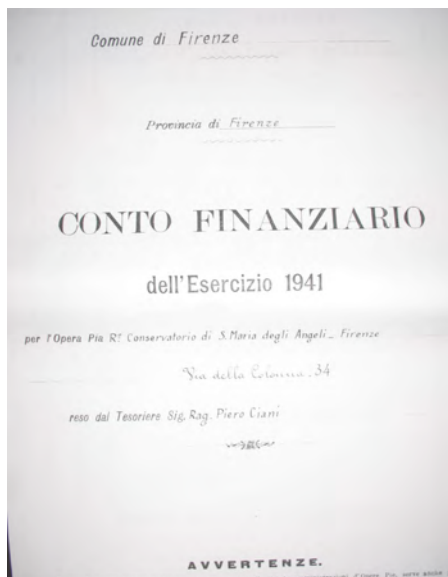 Comune di Firenze
Provincia di Firenze
CONTO FINANZIARIO
dell'Esercizio 1941
per l'Opera Pia R.º Conservatorio di S. Maria degli Angeli - Firenze
Via della Colonna - 34
reso dal Tesoriere Sig. Rag. Piero Ciani
AVVERTENZE.